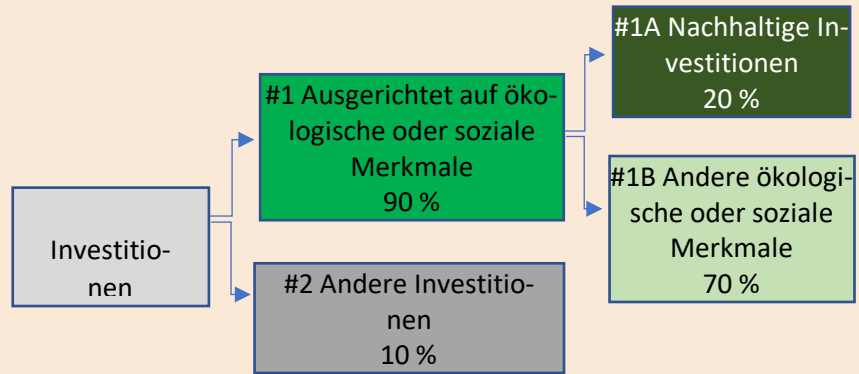 #1A Nachhaltige In-
vestitionen
20 %
#1 Ausgerichtet auf öko-
logische oder soziale
Merkmale
90 %
#1B Andere ökologi-
sche oder soziale
Merkmale
70 %
Investitio-
nen
#2 Andere Investitio-
nen
10 %